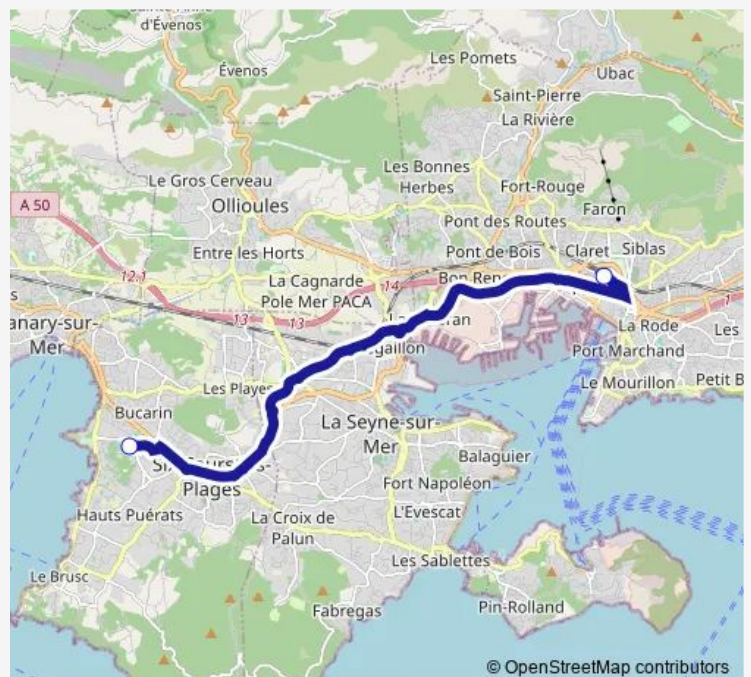 d'Évenos
Évenos
Les Pomets
Ubac
Saint-Pierre
La Rivière
Les Bonnes
Herbes
Le Gros Cerveau
Fort-Rouge
A 50
Ollioules
Faron
Pont des Routes
Entre les Horts
Pont de Bois
Claret
Siblas
12.1
La Cagnarde
Pole Mer PACA
14
Bon
13
13
1
anary-sur-
Mer
La Rode
Les
Port Marchand
Les Playes
Le Mourillon
Petit B
Bucarin
La Seyne-sur-
Mer
Balaguier
Plages
Fort Napoléon
Hauts Puérats
La Croix de
Palun
L'Evescat
Les Sablettes
Le Brusc
Fabregas
Pin-Rolland
© OpenStreetMap contributors